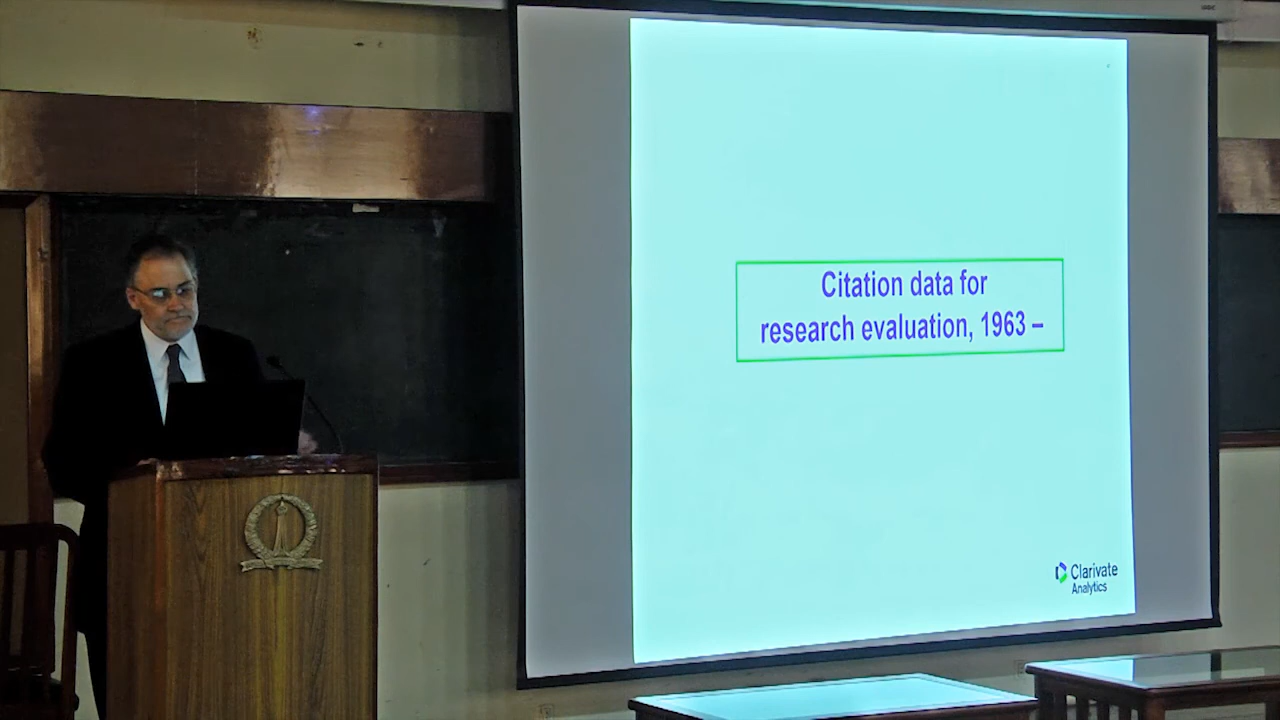 Citation data for
research evaluation, 1963 –
Clarivate
Analytics